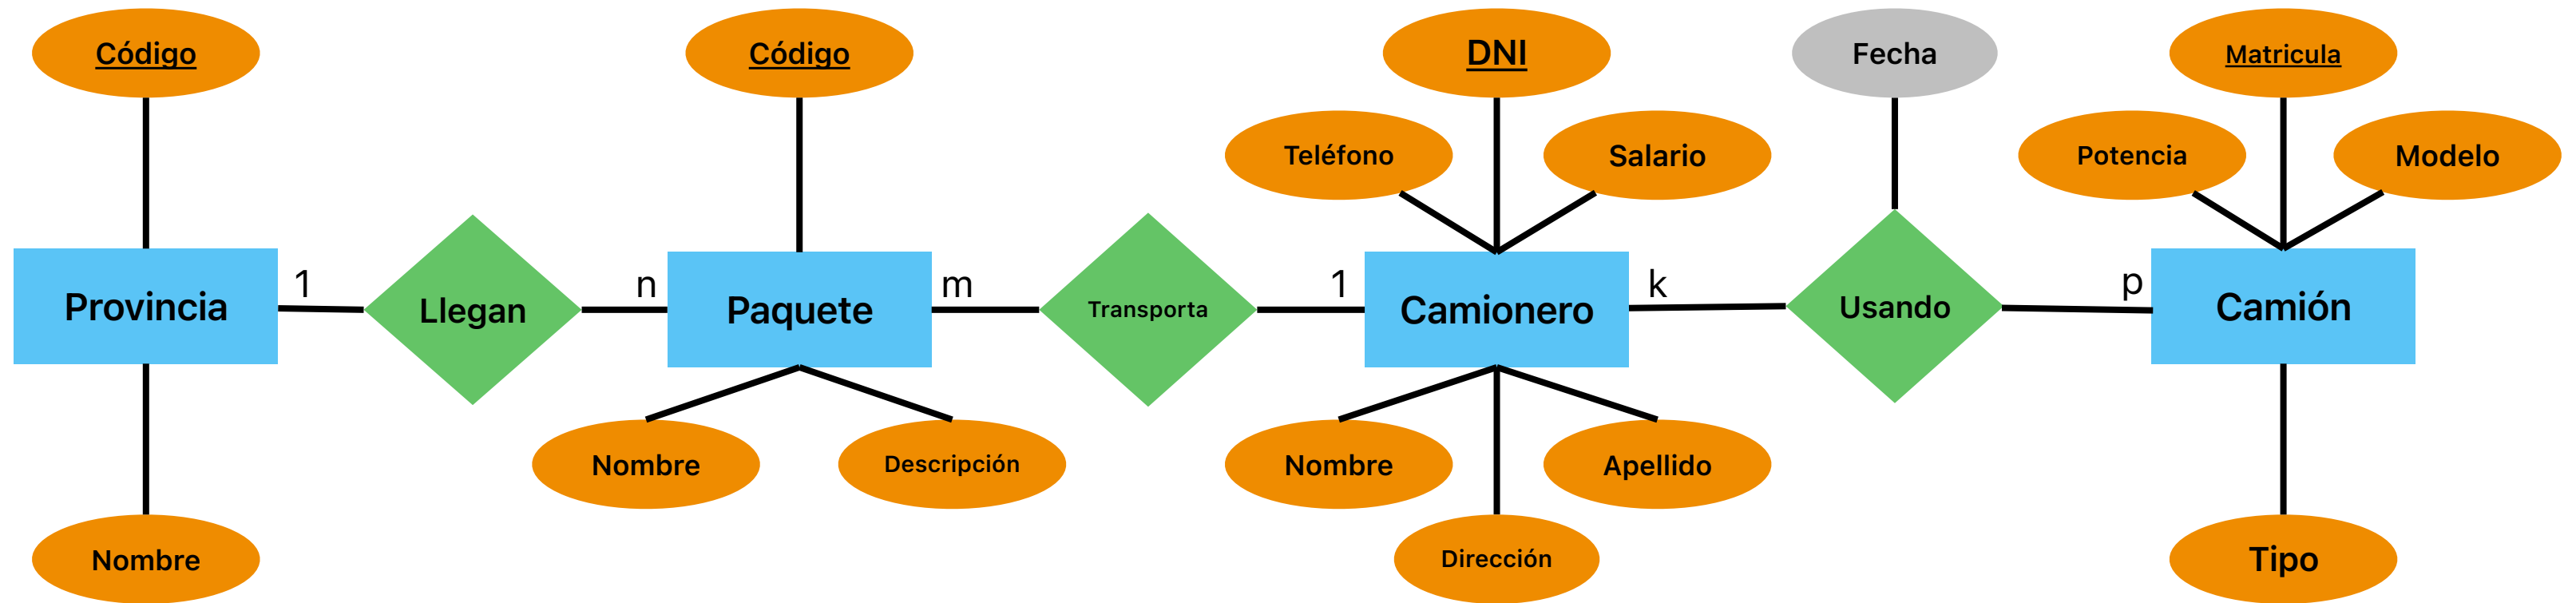 Código
Código
DNI
Fecha
Matricula
Teléfono
Salario
Potencia
Modelo
1
n
m
1
k
p
Provincia
Llegan
Paquete
Transporta
Camionero
Usando
Camión
Nombre
Descripción
Nombre
Apellido
Nombre
Dirección
Tipo